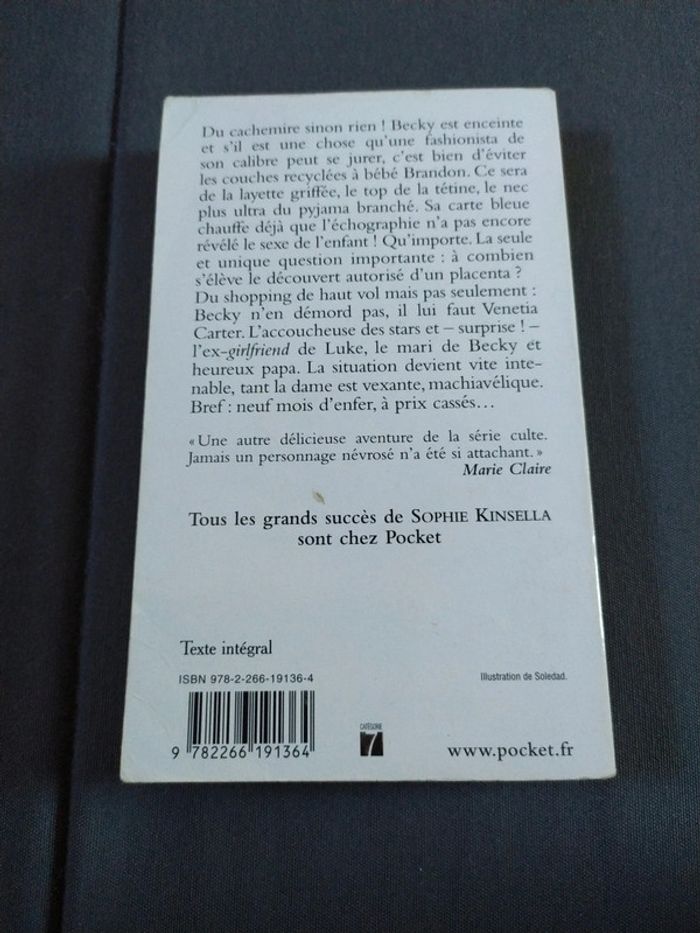 Du cachemire sinon rien ! Becky est enceinte
et s'il est une chose qu'une fashionista de
son calibre peut se jurer, c'est bien d'éviter
les couches recyclées à bébé Brandon. Ce sera
de la layette griffée, le top de la tétine, le nec
plus ultra du pyjama branché. Sa carte bleue
chauffe déjà que l'échographie n'a pas encore
révélé le sexe de l'enfant ! Qu'importe. La seule
et unique question importante : à combien
s'élève le découvert autorisé d'un placenta ?
Du shopping de haut vol mais pas seulement :
Becky n'en démord pas, il lui faut Venetia
Carter. L'accoucheuse des stars et – surprise ! –
l'ex-girlfriend de Luke, le mari de Becky et
heureux papa. La situation devient vite inte-
nable, tant la dame est vexante, machiavélique.
Bref : neuf mois d'enfer, à prix cassés…
« Une autre délicieuse aventure de la série culte.
Jamais un personnage névrosé n'a été si attachant. »
Marie Claire
Tous les grands succès de SOPHIE KINSELLA
sont chez Pocket
Texte intégral
ISBN 978-2-266-19136-4
Illustration de Soledad.
CATÉGORIE
7
9 782266 191364
www.pocket.fr